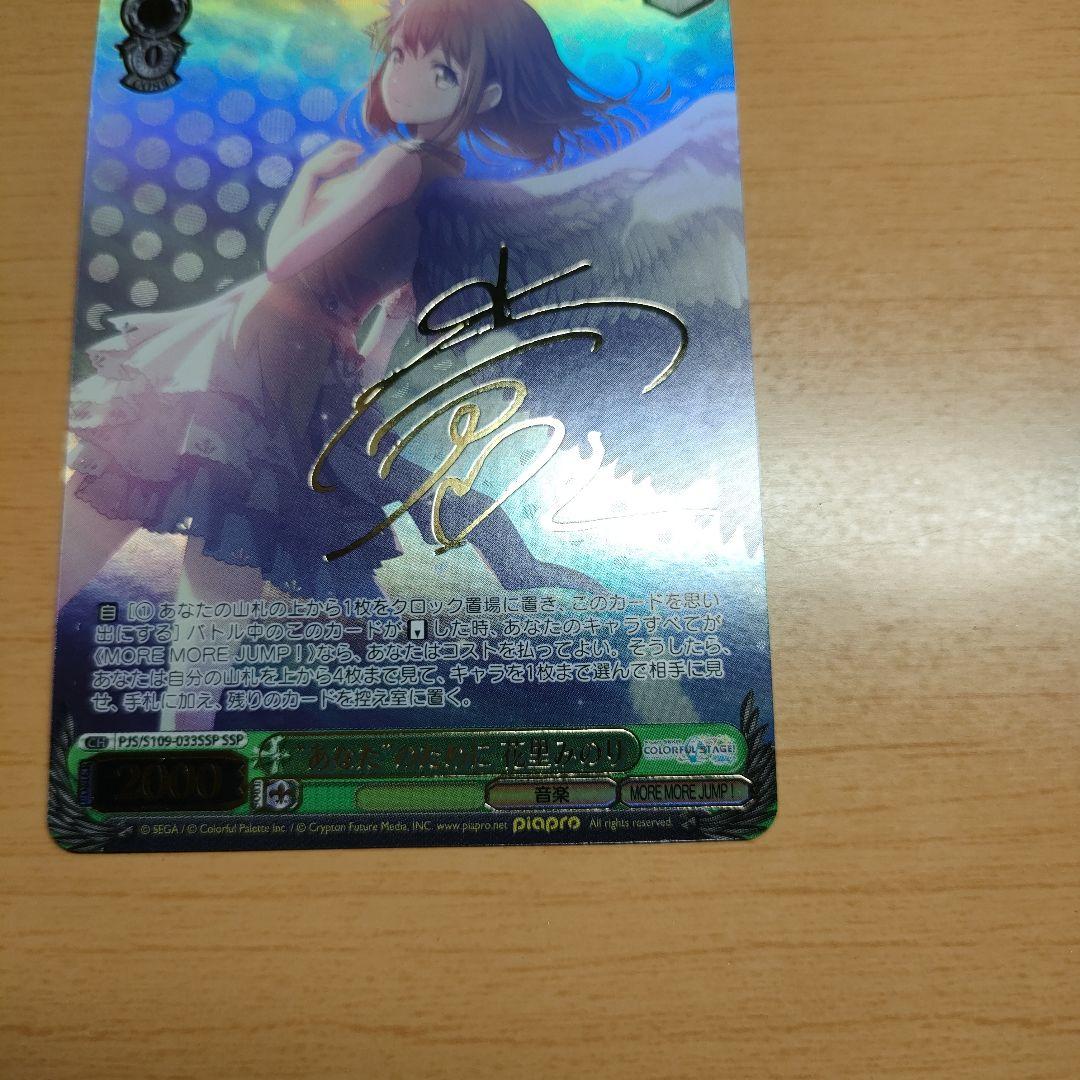 0
COST
自 [① あなたの山札の上から1枚をクロック置場に置き、このカードを思い
出にする] バトル中のこのカードが した時、あなたのキャラすべてが
《MORE MORE JUMP！》なら、あなたはコストを払ってよい。そうしたら、
あなたは自分の山札を上から4枚まで見て、キャラを1枚まで選んで相手に見
せ、手札に加え、残りのカードを控え室に置く。
CH PJS/S109-033SSP SSP
"あなた"のために 花里みのり
COLORFUL STAGE!
2000
音楽 MORE MORE JUMP！
© SEGA / © Colorful Palette Inc. / © Crypton Future Media, INC. www.piapro.net piapro All rights reserved.